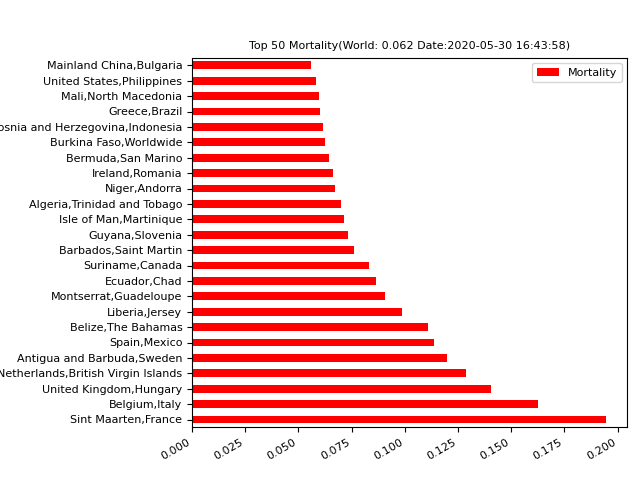 Top 50 Mortality(World: 0.062 Date:2020-05-30 16:43:58)
Mortality
Mainland China,Bulgaria
United States,Philippines
Mali,North Macedonia
Greece,Brazil
osnia and Herzegovina,Indonesia
Burkina Faso,Worldwide
Bermuda,San Marino
Ireland,Romania
Niger,Andorra
Algeria,Trinidad and Tobago
Isle of Man,Martinique
Guyana,Slovenia
Barbados,Saint Martin
Suriname,Canada
Ecuador,Chad
Montserrat,Guadeloupe
Liberia,Jersey
Belize,The Bahamas
Spain,Mexico
Antigua and Barbuda,Sweden
Netherlands,British Virgin Islands
United Kingdom,Hungary
Belgium,Italy
Sint Maarten,France
0.000 0.025 0.050 0.075 0.100 0.125 0.150 0.175 0.200